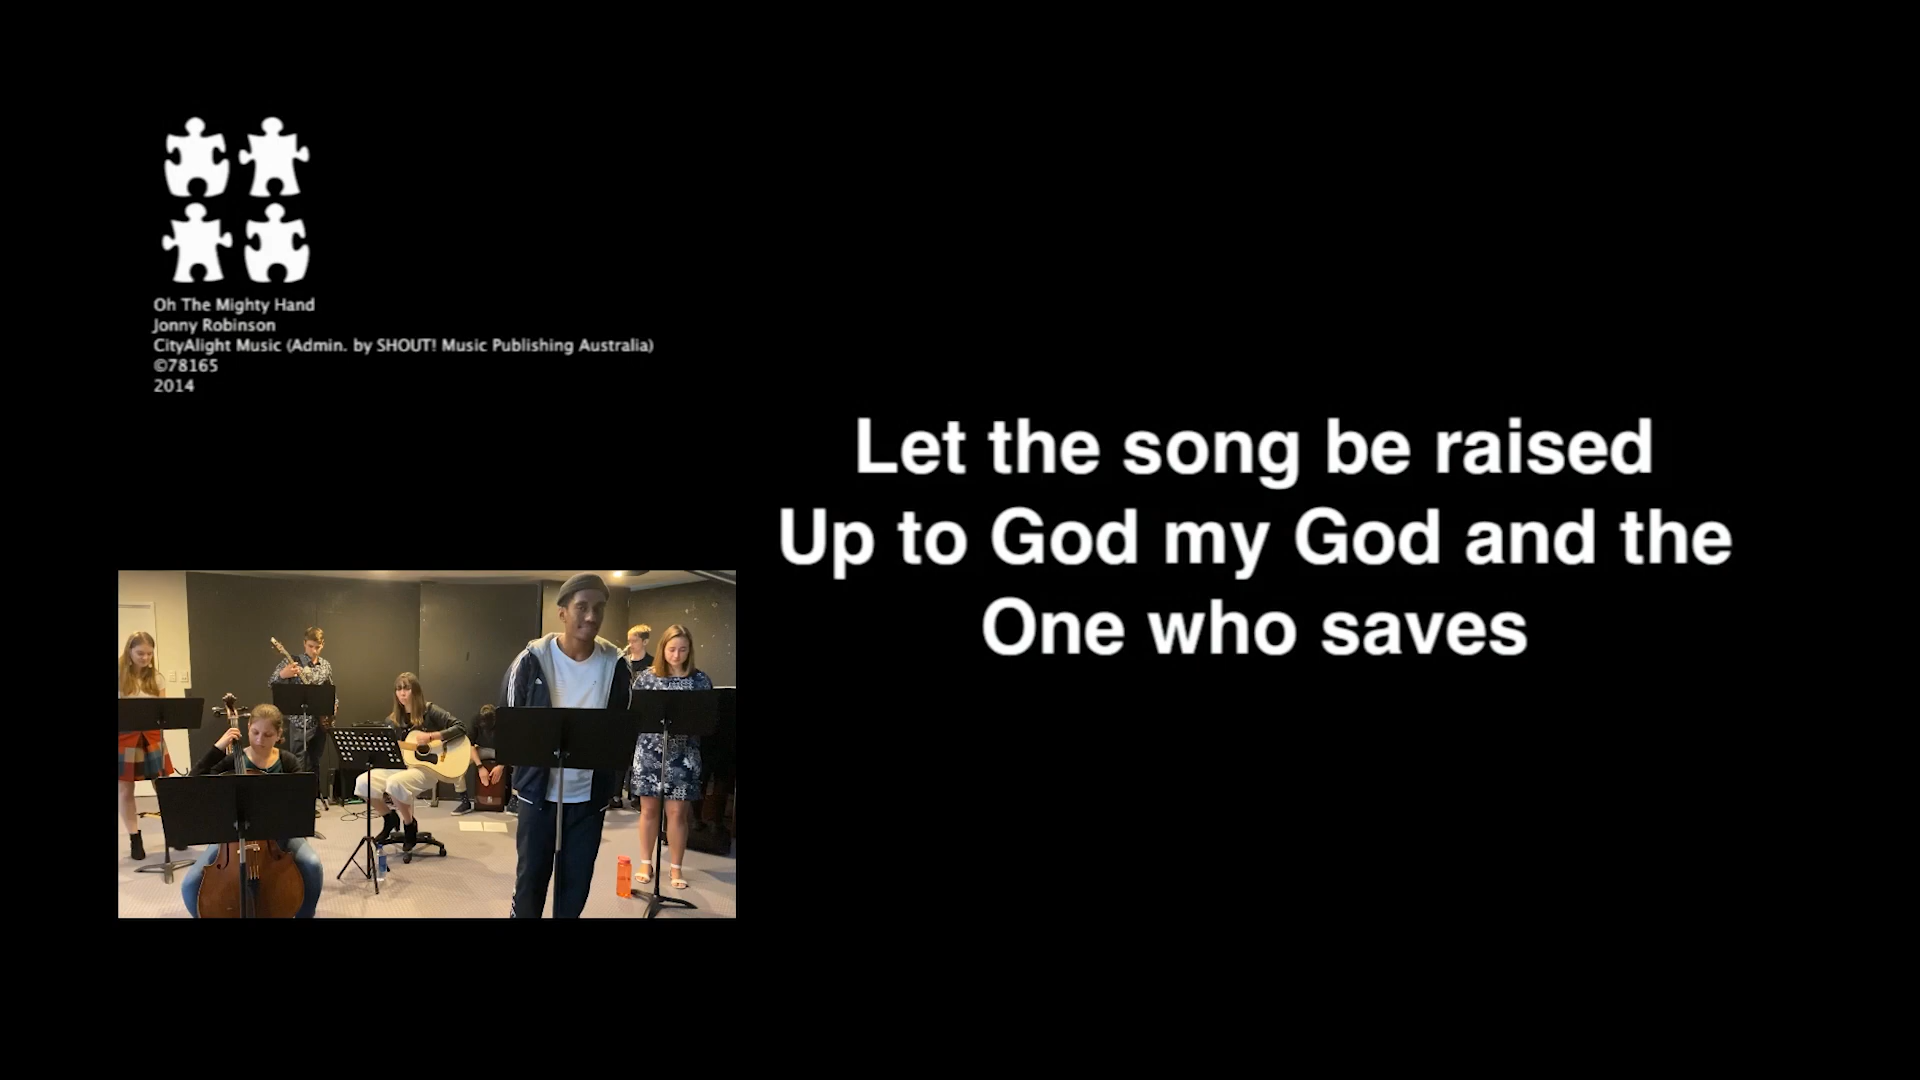 Oh The Mighty Hand
Jonny Robinson
CityAlight Music (Admin. by SHOUT! Music Publishing Australia)
©78165
2014
Let the song be raised
Up to God my God and the
One who saves